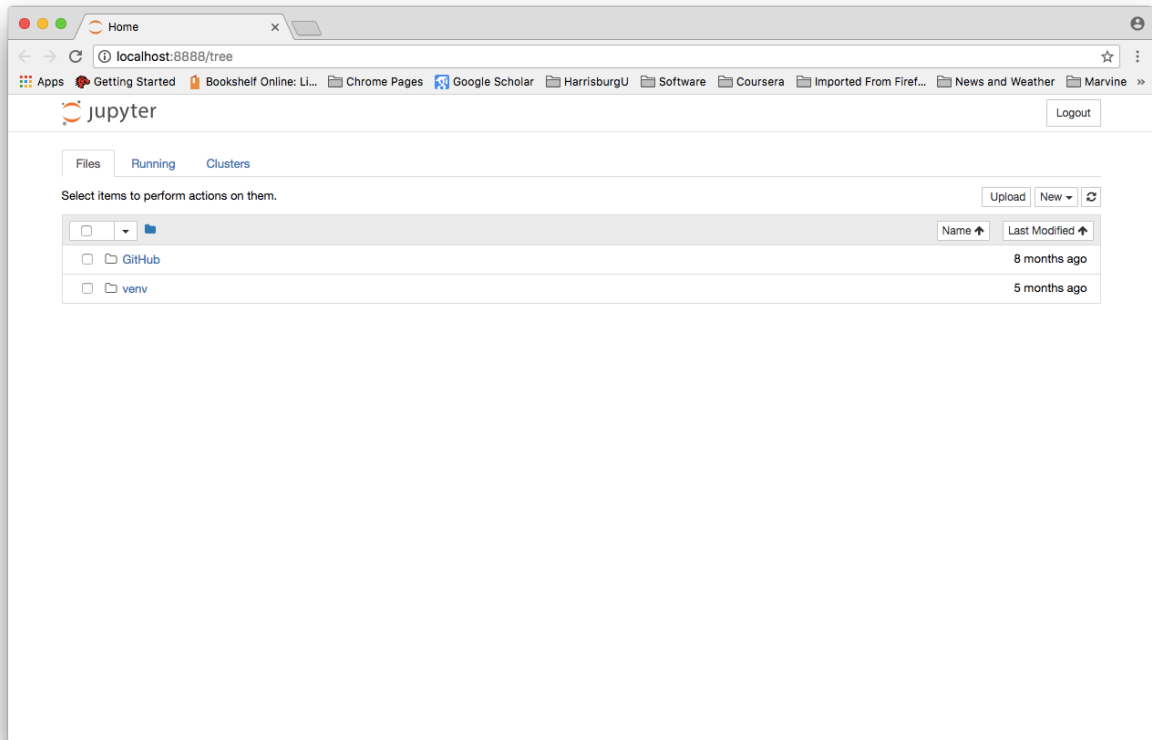 Home
localhost:8888/tree
Apps Getting Started Bookshelf Online: Li... Chrome Pages Google Scholar HarrisburgU Software Coursera Imported From Firef... News and Weather Marvine »
jupyter Logout
Files Running Clusters
Select items to perform actions on them. Upload New
Name Last Modified
GitHub 8 months ago
venv 5 months ago